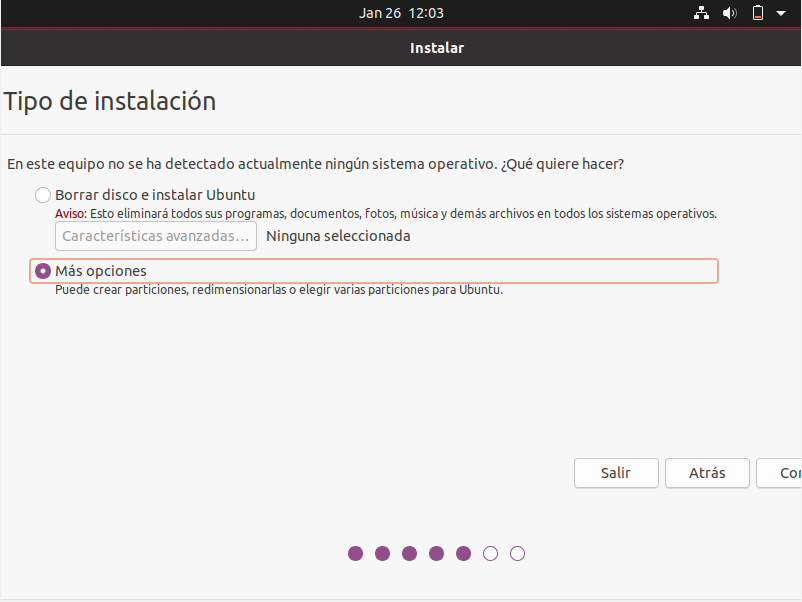 Jan 26 12:03
Instalar
Tipo de instalación
En este equipo no se ha detectado actualmente ningún sistema operativo. ¿Qué quiere hacer?
Borrar disco e instalar Ubuntu
Aviso: Esto eliminará todos sus programas, documentos, fotos, música y demás archivos en todos los sistemas operativos.
Características avanzadas... Ninguna seleccionada
Más opciones
Puede crear particiones, redimensionarlas o elegir varias particiones para Ubuntu.
Salir Atrás